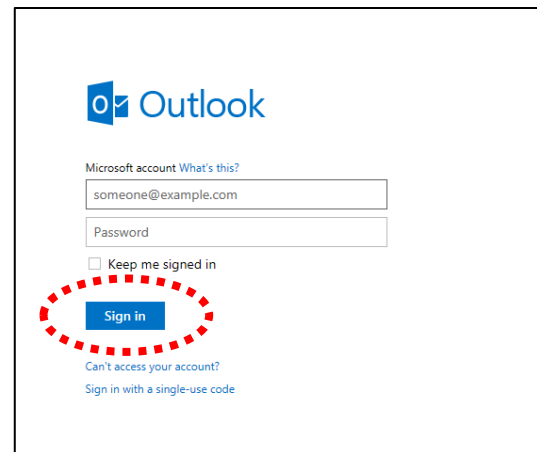 Outlook
Microsoft account What's this?
someone@example.com
Password
Keep me signed in
Sign in
Can't access your account?
Sign in with a single-use code